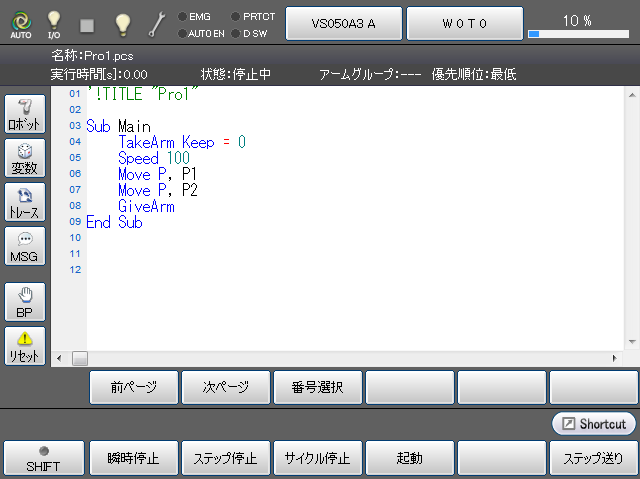 AUTO I/O EMG PRTCT VS050A3 A W0T0 10 %
AUTO EN D SW
名称:Pro1.pcs
実行時間[s]:0.00 状態:停止中 アームグループ:--- 優先順位:最低
01 '!TITLE "Pro1"
02
03 Sub Main
04 TakeArm Keep = 0
05 Speed 100
06 Move P, P1
07 Move P, P2
08 GiveArm
09 End Sub
10
11
12
ロボット
変数
トレース
MSG
BP
リセット
前ページ 次ページ 番号選択
Shortcut
SHIFT 瞬時停止 ステップ停止 サイクル停止 起動 ステップ送り